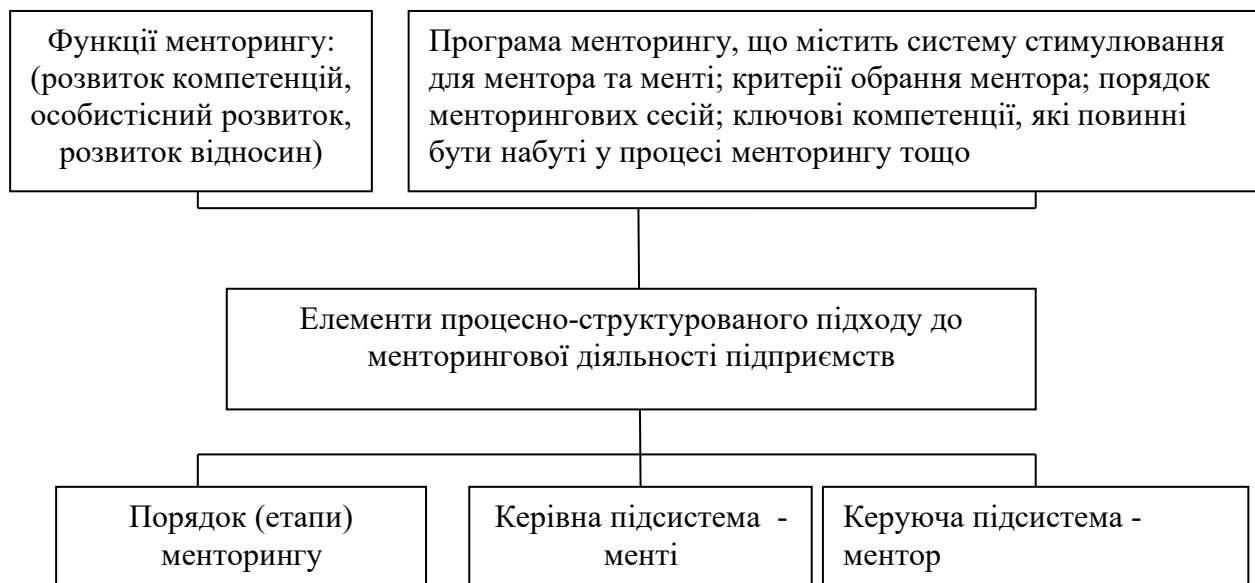 Функції менторингу:
(розвиток компетенцій,
особистісний розвиток,
розвиток відносин)
Програма менторингу, що містить систему стимулювання
для ментора та менті; критерії обрання ментора; порядок
менторингових сесій; ключові компетенції, які повинні
бути набуті у процесі менторингу тощо
Елементи процесно-структурованого підходу до
менторингової діяльності підприємств
Порядок (етапи)
менторингу
Керівна підсистема -
менті
Керуюча підсистема -
ментор